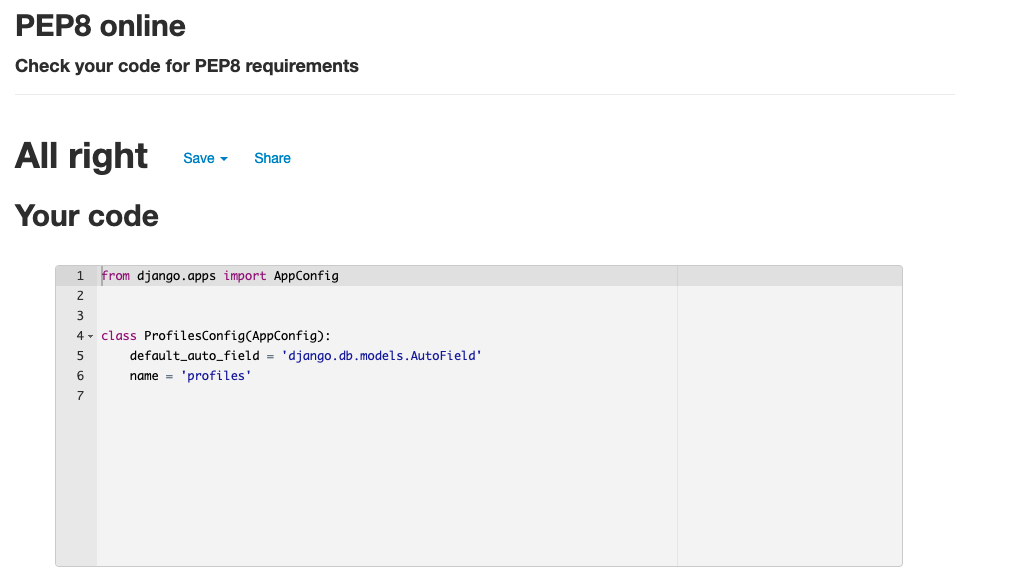 PEP8 online
Check your code for PEP8 requirements
All right Save Share
Your code
1 from django.apps import AppConfig
2
3
4 class ProfilesConfig(AppConfig):
5     default_auto_field = 'django.db.models.AutoField'
6     name = 'profiles'
7